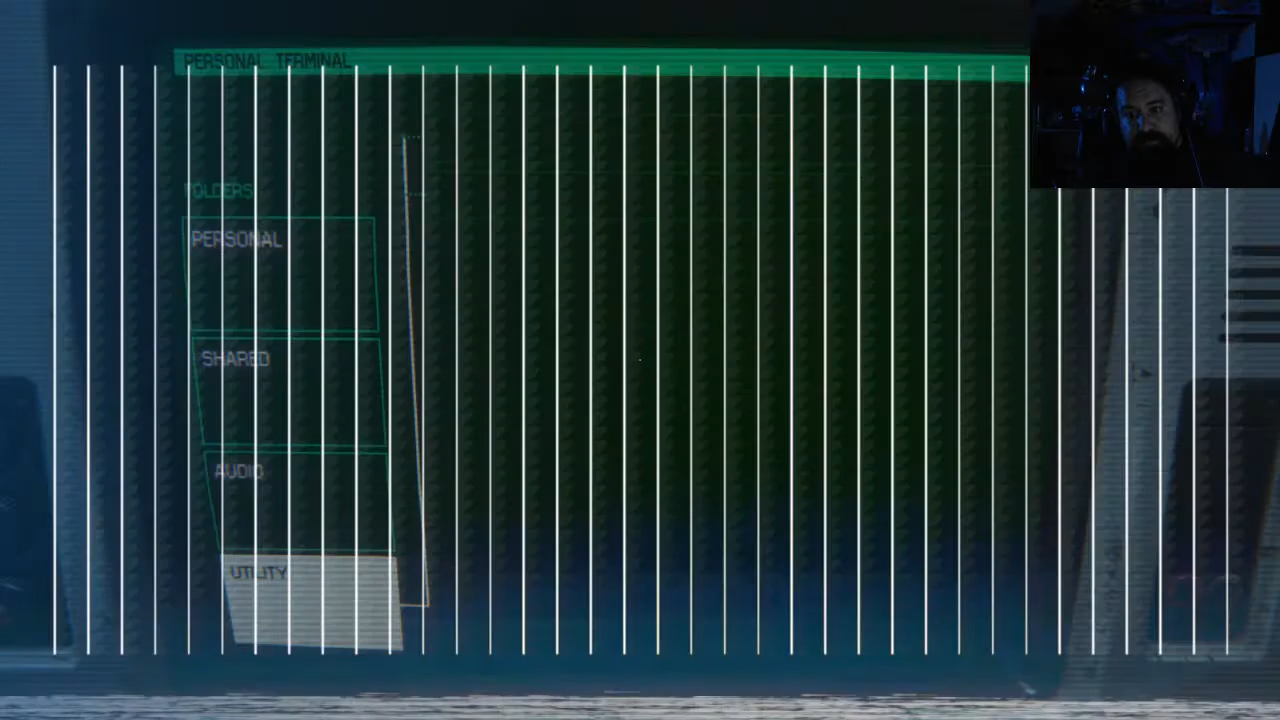 PERSONAL TERMINAL
FOLDERS
PERSONAL
SHARED
AUDIO
UTILITY